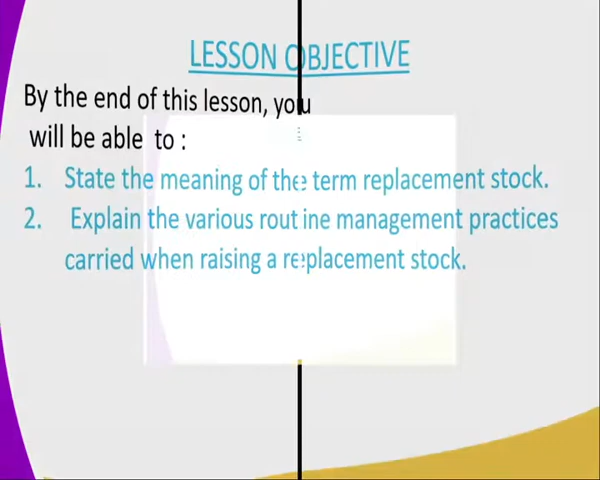 LESSON OBJECTIVE
By the end of this lesson, you
will be able to :
1. State the meaning of the term replacement stock.
2. Explain the various routine management practices
carried when raising a replacement stock.